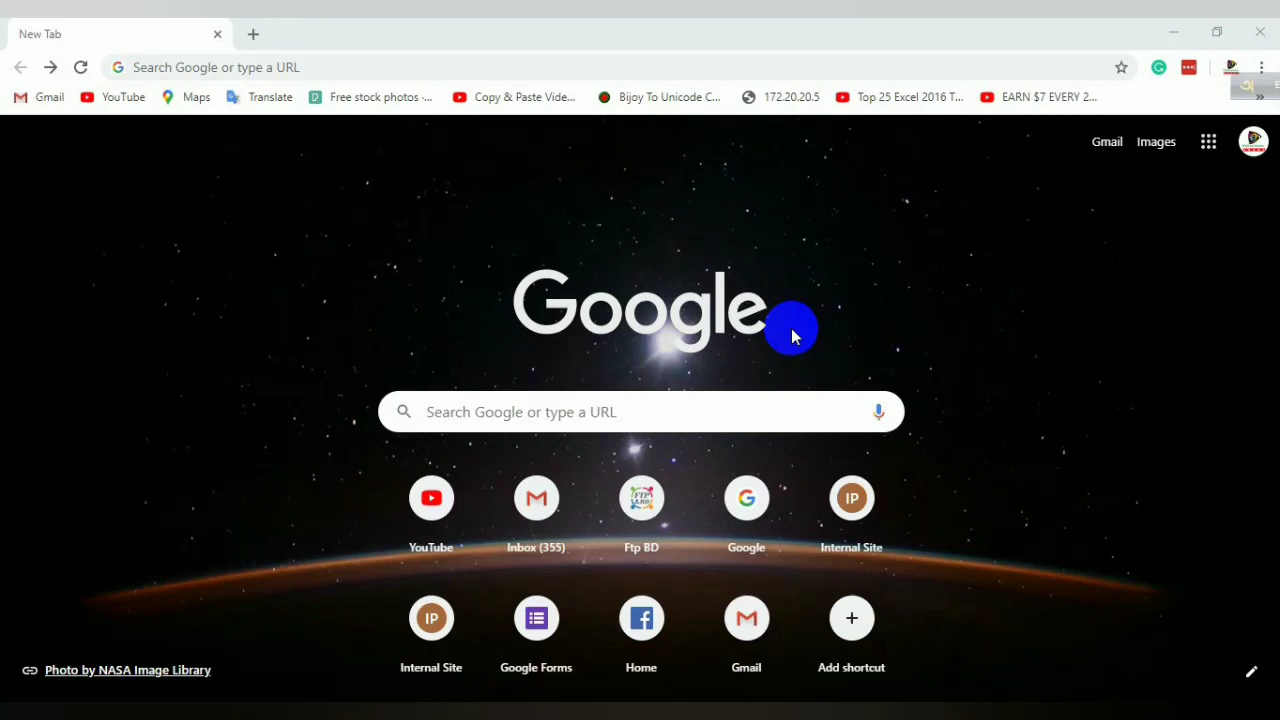 New Tab
Search Google or type a URL
Gmail YouTube Maps Translate Free stock photos -... Copy & Paste Vide... Bijoy To Unicode C... 172.20.20.5 Top 25 Excel 2016 T... EARN $7 EVERY 2...
Gmail Images
Google
Search Google or type a URL
YouTube Inbox (355) Ftp BD Google Internal Site
IP
IP
Internal Site Google Forms Home Gmail Add shortcut
Photo by NASA Image Library